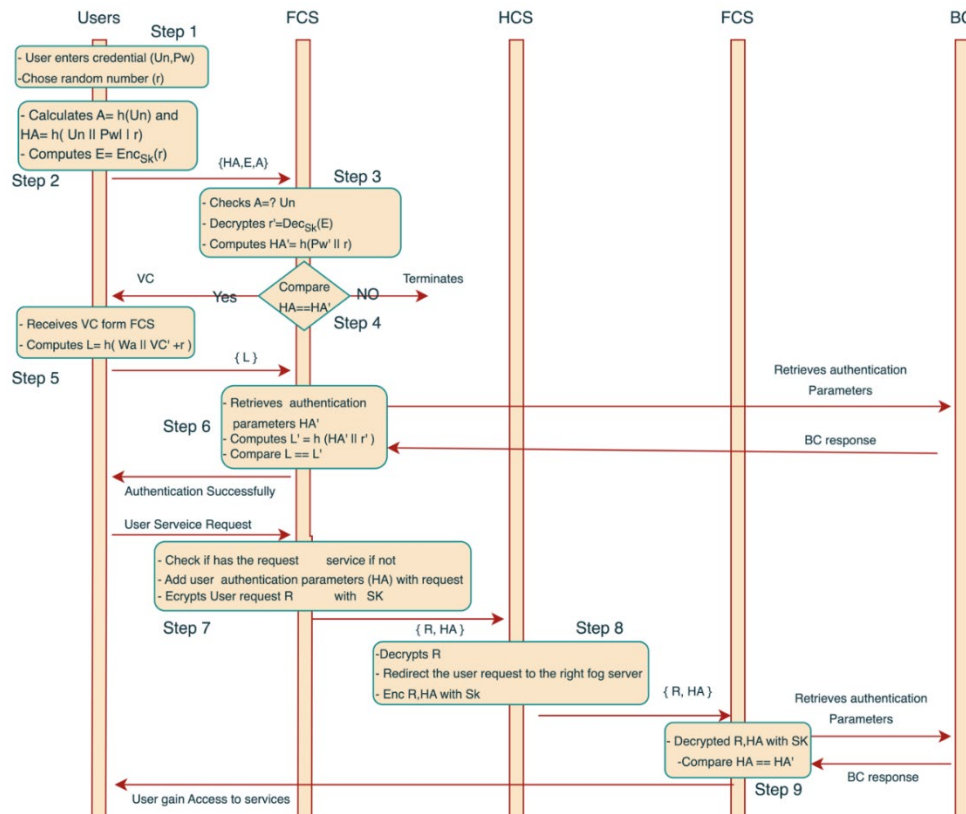 Users
FCS
HCS
FCS
BC
Step 1
- User enters credential (Un,Pw)
-Chose random number (r)
- Calculates A= h(Un) and
HA= h( Un II PwI I r)
- Computes E= EncSk(r)
Step 2
{HA,E,A}
Step 3
- Checks A=? Un
- Decryptes r'=DecSk(E)
- Computes HA'= h(Pw' II r)
VC
Yes
Compare
HA==HA'
NO
Terminates
Step 4
- Receives VC form FCS
- Computes L= h( Wa II VC' +r )
Step 5
{ L }
Retrieves authentication
Parameters
Step 6
- Retrieves authentication
parameters HA'
- Computes L' = h (HA' II r' )
- Compare L == L'
BC response
Authentication Successfully
User Serveice Request
- Check if has the request service if not
- Add user authentication parameters (HA) with request
- Ecrypts User request R with SK
Step 7
{ R, HA }
Step 8
-Decrypts R
- Redirect the user request to the right fog server
- Enc R,HA with Sk
{ R, HA }
Retrieves authentication
Parameters
- Decrypted R,HA with SK
-Compare HA == HA'
BC response
Step 9
User gain Access to services